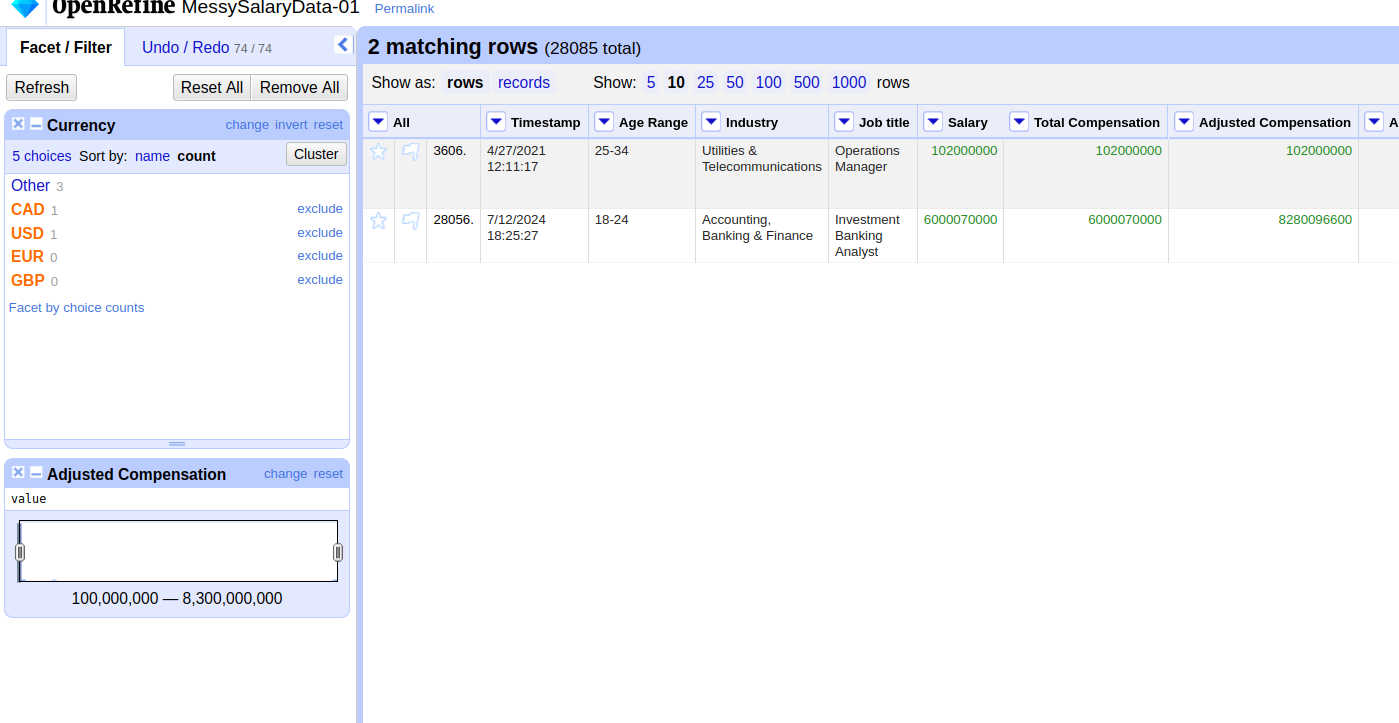 OpenRefine MessySalaryData-01 Permalink
Facet / Filter Undo / Redo 74 / 74
Refresh Reset All Remove All
Currency change invert reset
5 choices Sort by: name count Cluster
Other 3
CAD 1 exclude
USD 1 exclude
EUR 0 exclude
GBP 0 exclude
Facet by choice counts
Adjusted Compensation change reset
value
100,000,000 — 8,300,000,000
2 matching rows (28085 total)
Show as: rows records Show: 5 10 25 50 100 500 1000 rows
All Timestamp Age Range Industry Job title Salary Total Compensation Adjusted Compensation A
3606. 4/27/2021 25-34 Utilities & Operations 102000000 102000000 102000000
12:11:17 Telecommunications Manager
28056. 7/12/2024 18-24 Accounting, Investment 6000070000 6000070000 8280096600
18:25:27 Banking & Finance Banking
Analyst